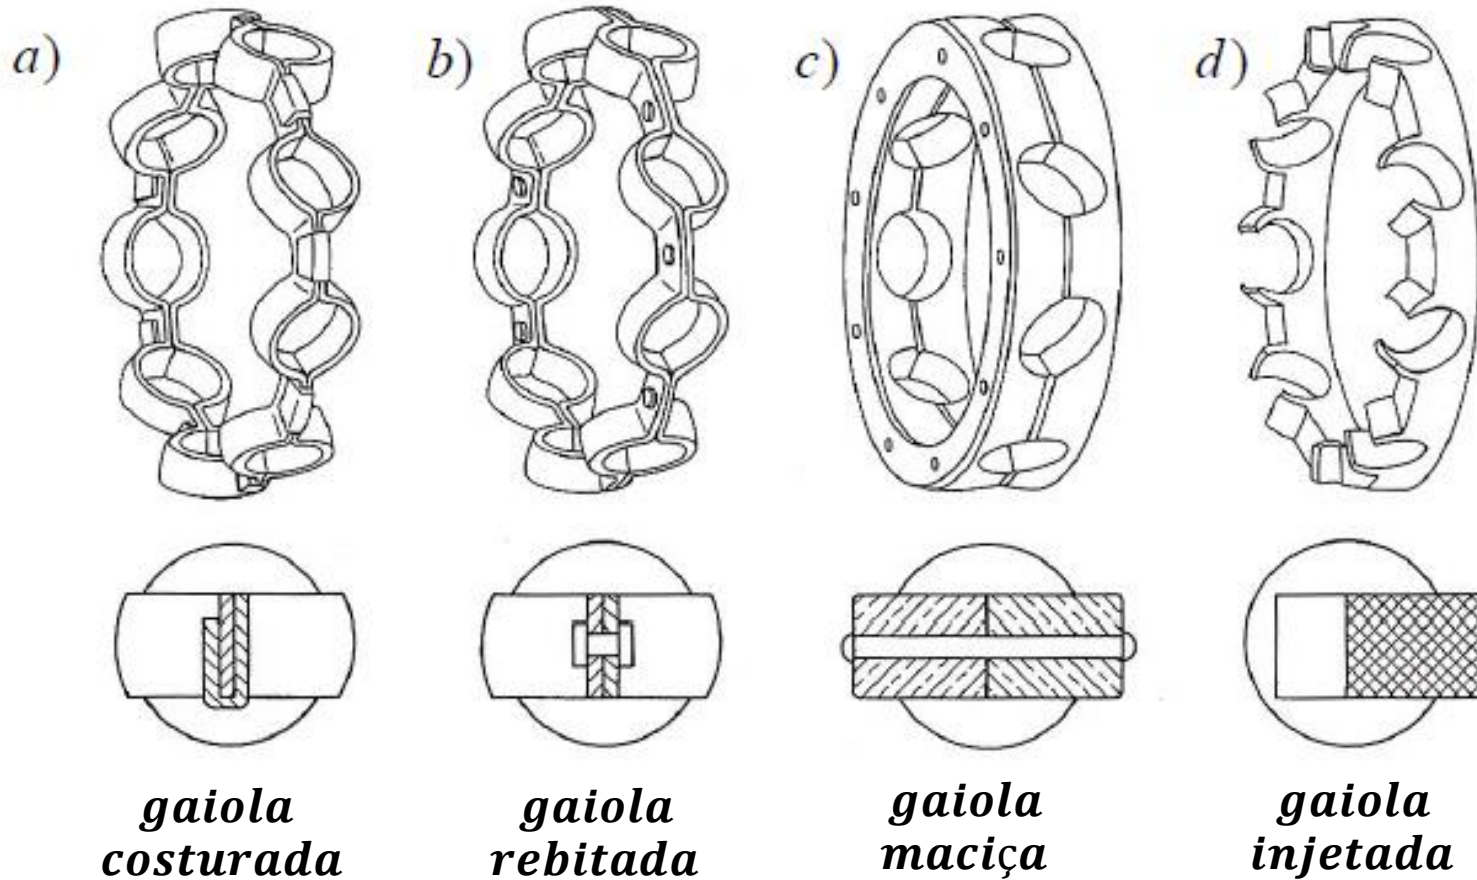 a)
b)
c)
d)
gaiola
costurada
gaiola
rebitada
gaiola
maciça
gaiola
injetada